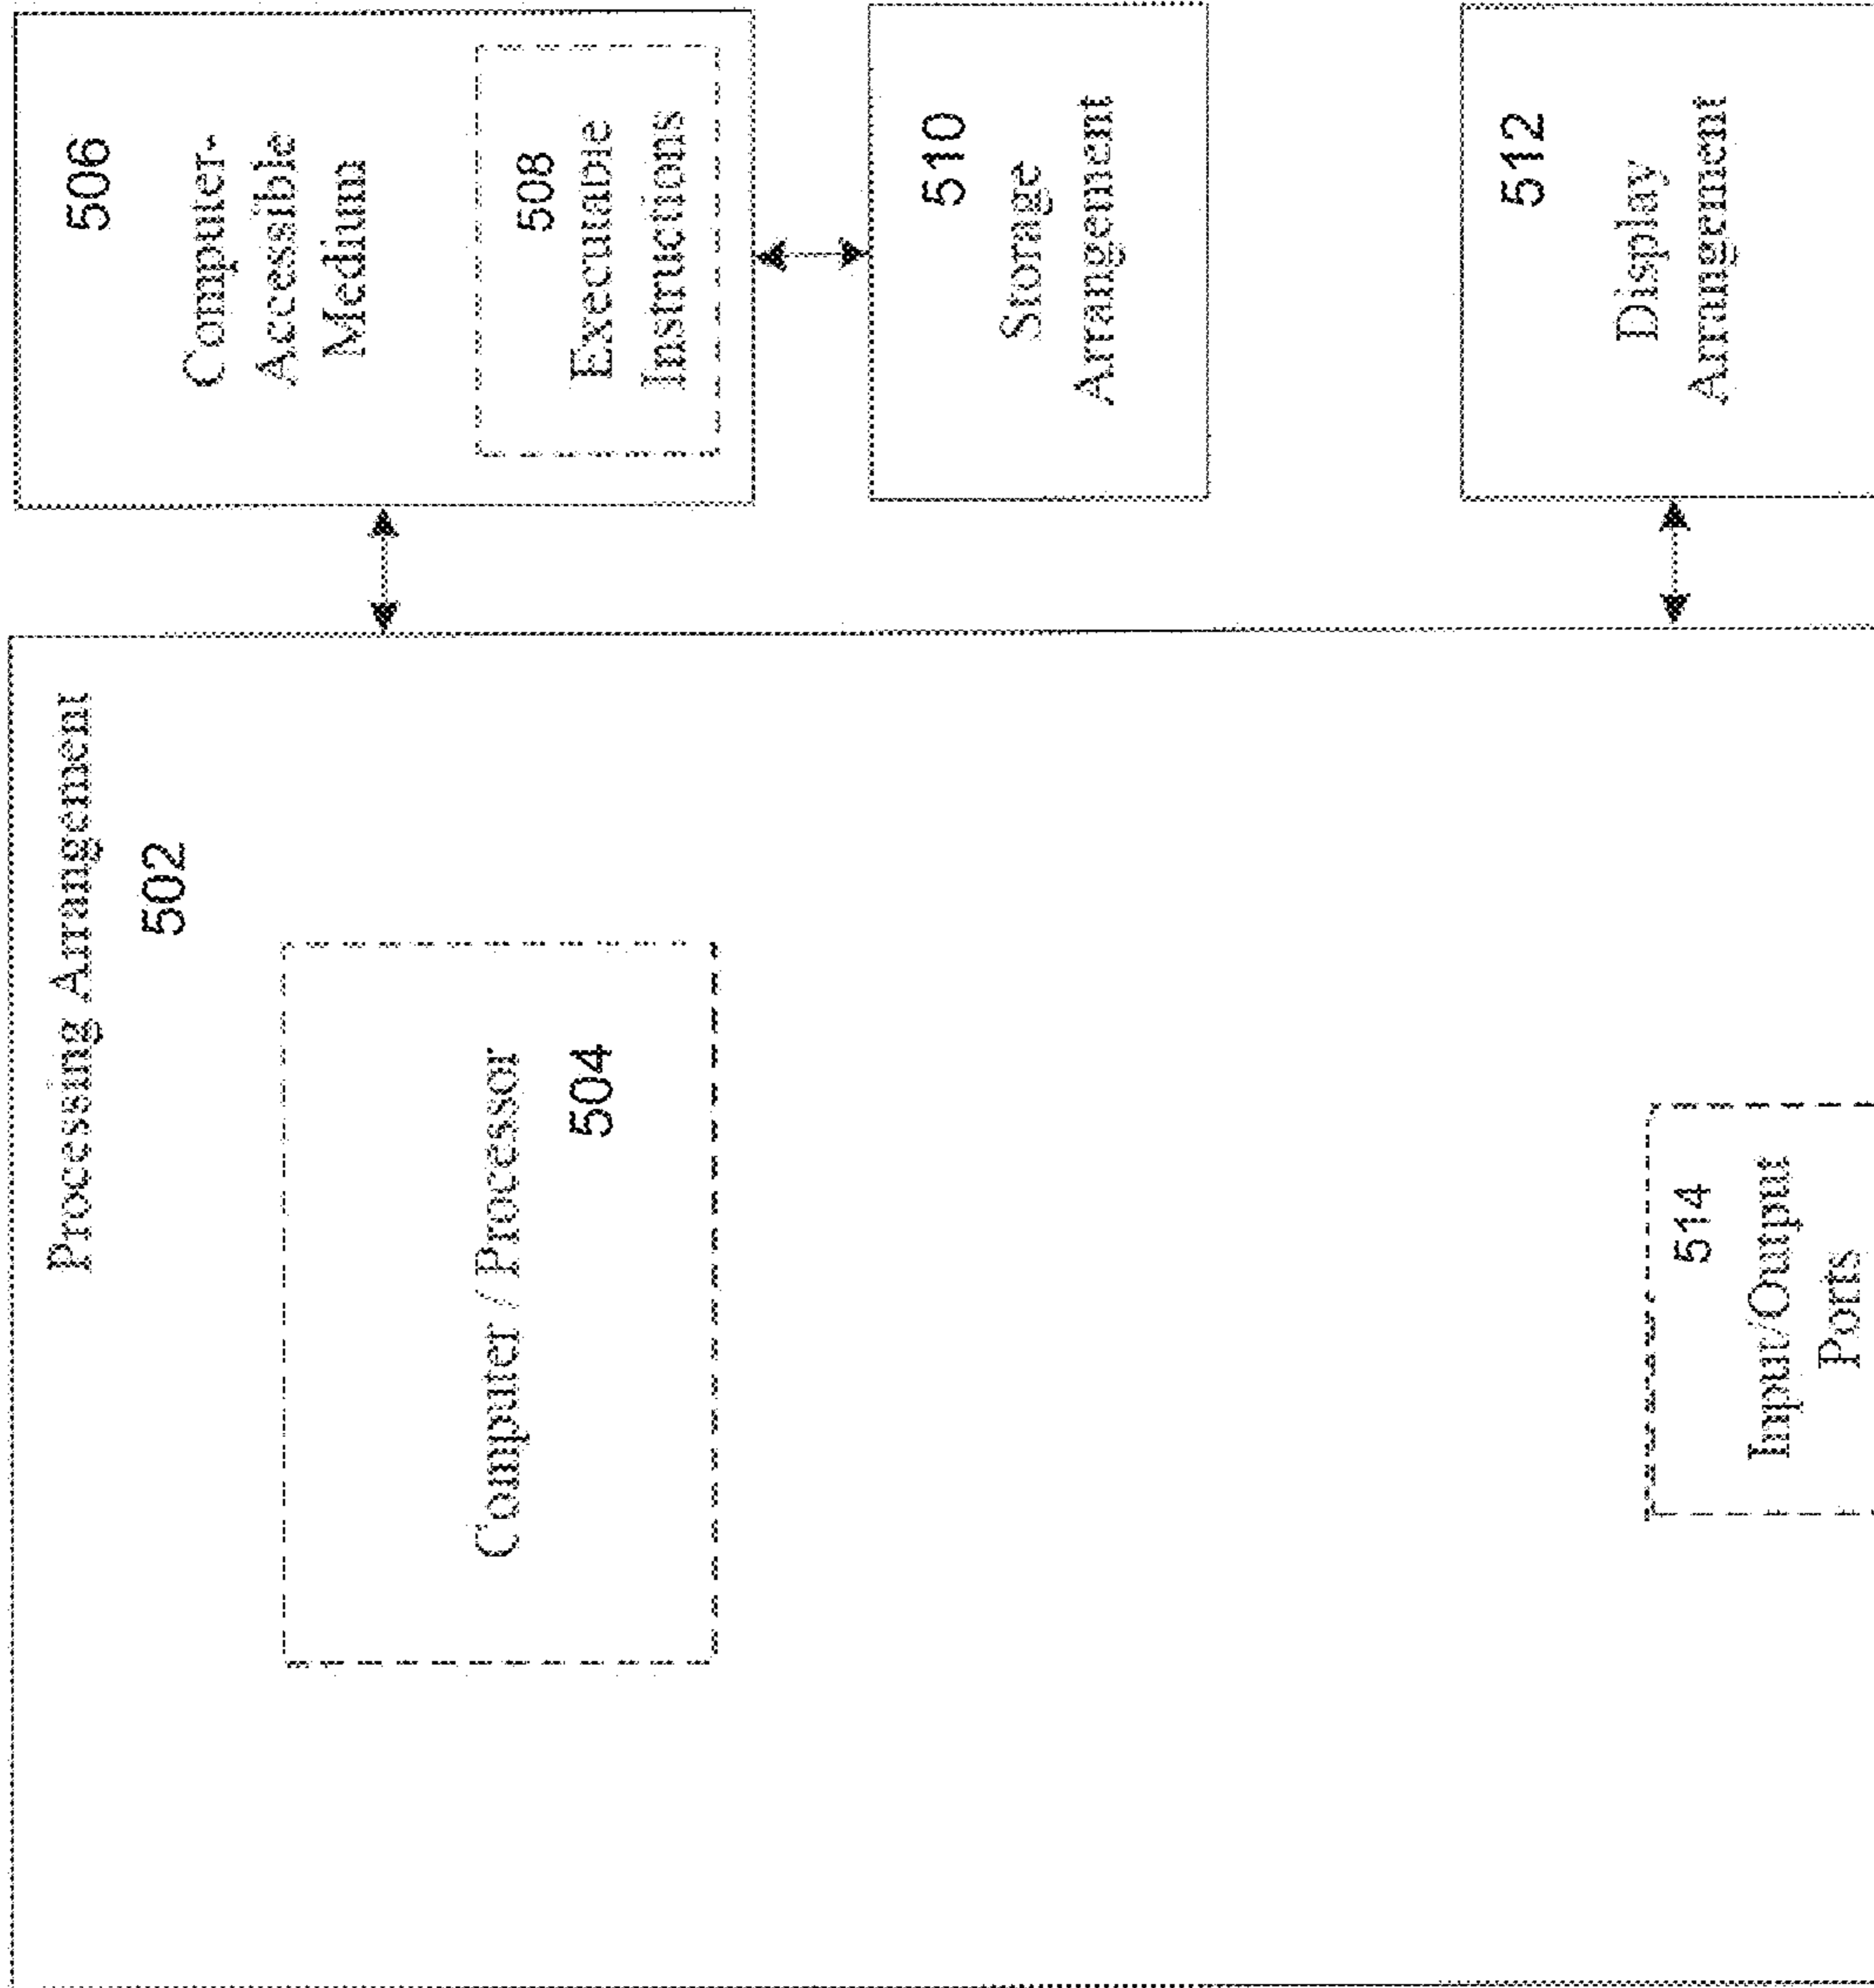 Processing Arrangement
502
Computer / Processor
504
514
Input/Output
Ports
506
Computer-
Accessible
Medium
508
Executable
Instructions
510
Storage
Arrangement
512
Display
Arrangement